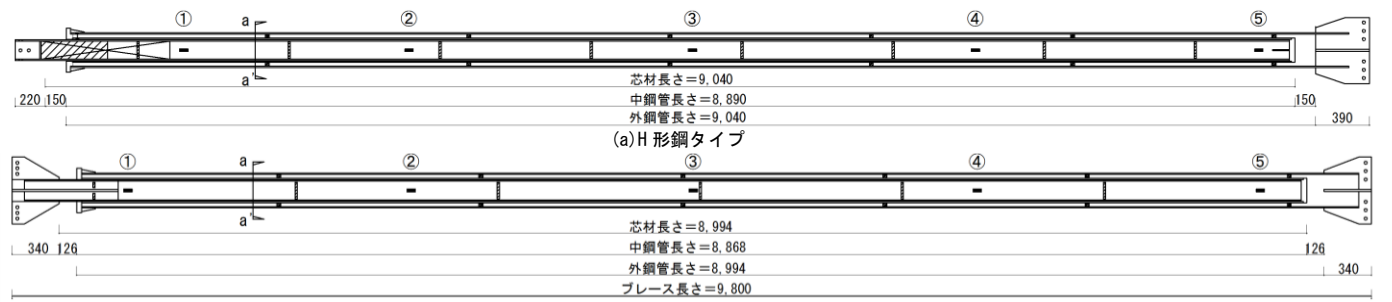 ① ② ③ ④ ⑤
a
a'
芯材長さ＝9,040
220 150 中鋼管長さ＝8,890 150
外鋼管長さ＝9,040 390
(a)H形鋼タイプ
① ② ③ ④ ⑤
a
a'
芯材長さ＝8,994
340 126 中鋼管長さ＝8,868 126
外鋼管長さ＝8,994 340
ブレース長さ＝9,800